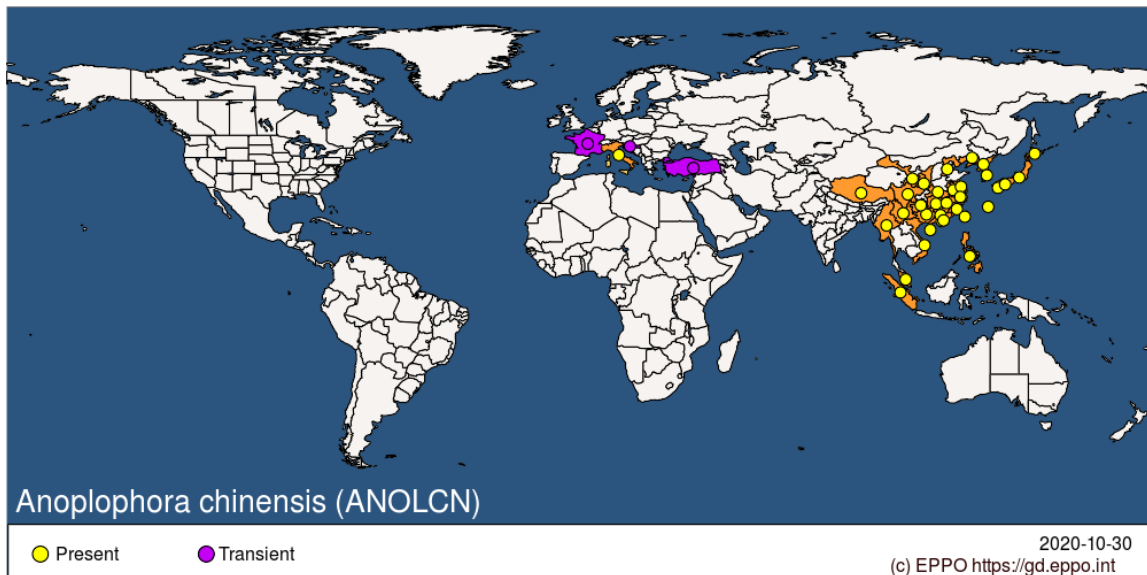 Anoplophora chinensis (ANOLCN)
Present
Transient
2020-10-30
(c) EPPO https://gd.eppo.int